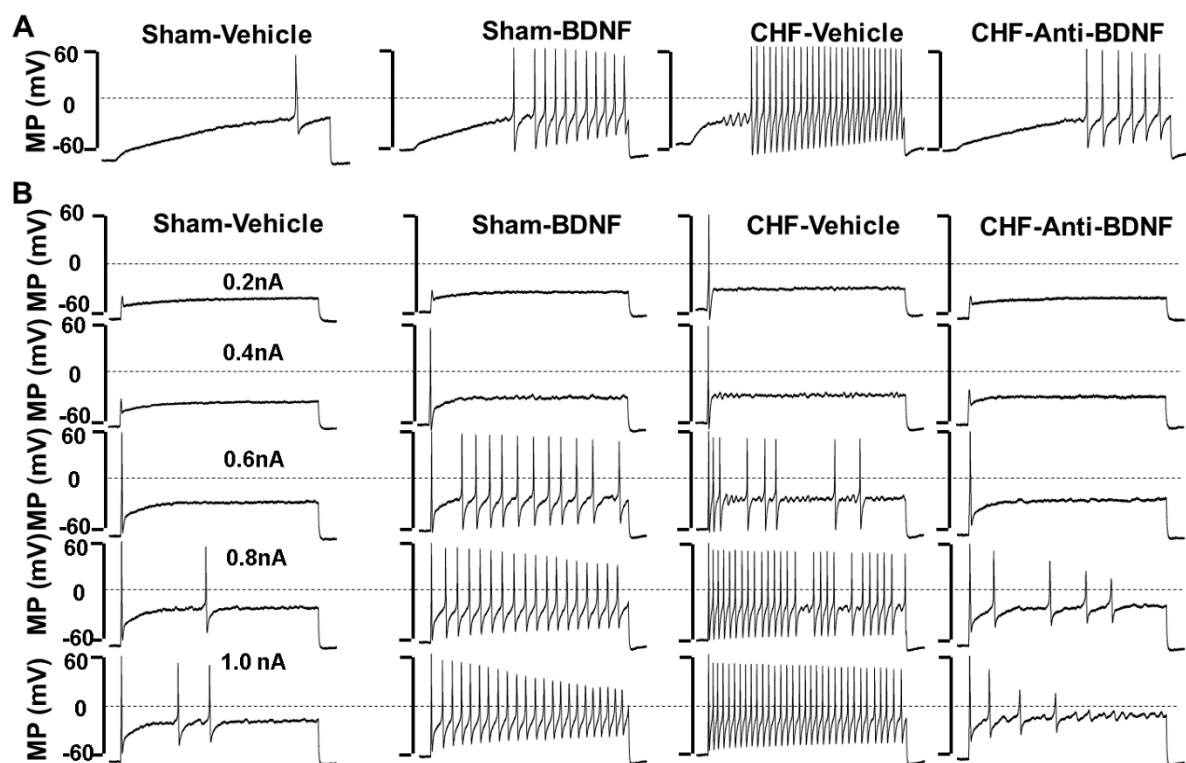 A
Sham-Vehicle Sham-BDNF CHF-Vehicle CHF-Anti-BDNF
MP (mV)
60
0
-60
B
Sham-Vehicle Sham-BDNF CHF-Vehicle CHF-Anti-BDNF
MP (mV)
60
0
-60
0.2nA
MP (mV)
60
0
-60
0.4nA
MP (mV)
60
0
-60
0.6nA
MP (mV)
60
0
-60
0.8nA
MP (mV)
60
0
-60
1.0 nA